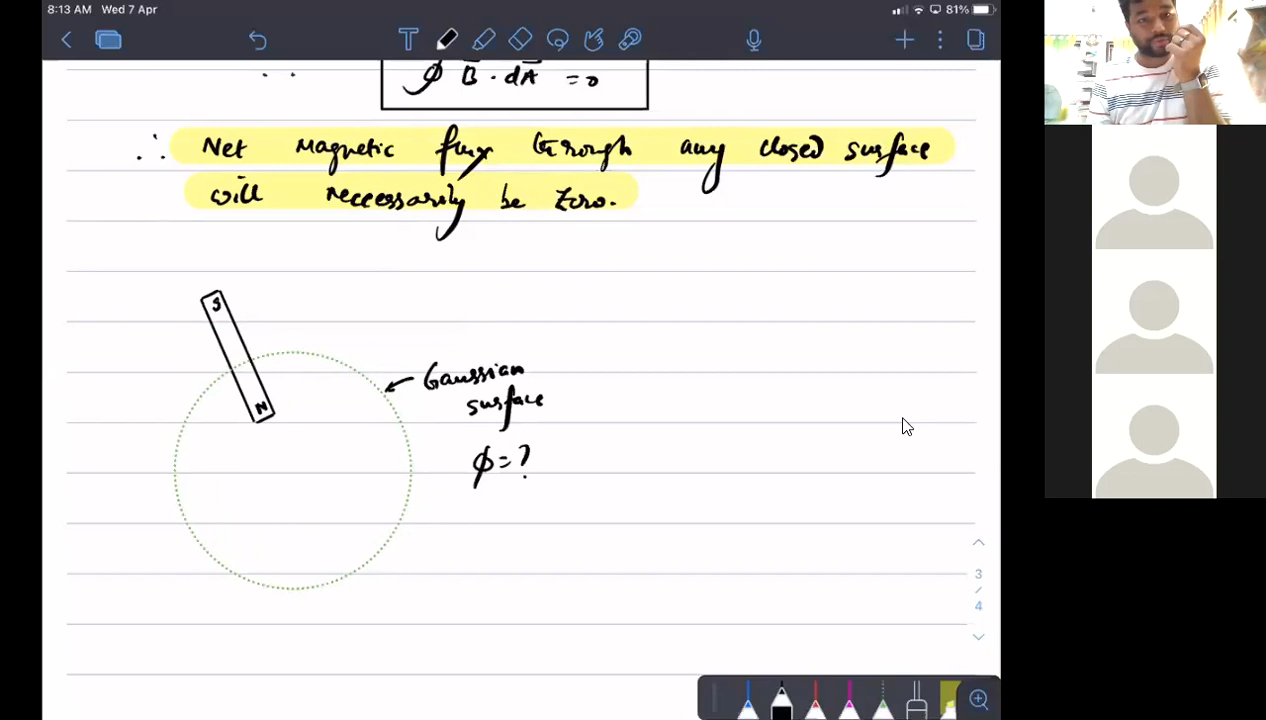 8:13 AM Wed 7 Apr
81%
T
∮ B⃗ · dA⃗ = 0
∴ Net Magnetic flux through any closed surface
will neccessarily be Zero.
S
N
Gaussian
surface
ϕ = ?
3
/
4